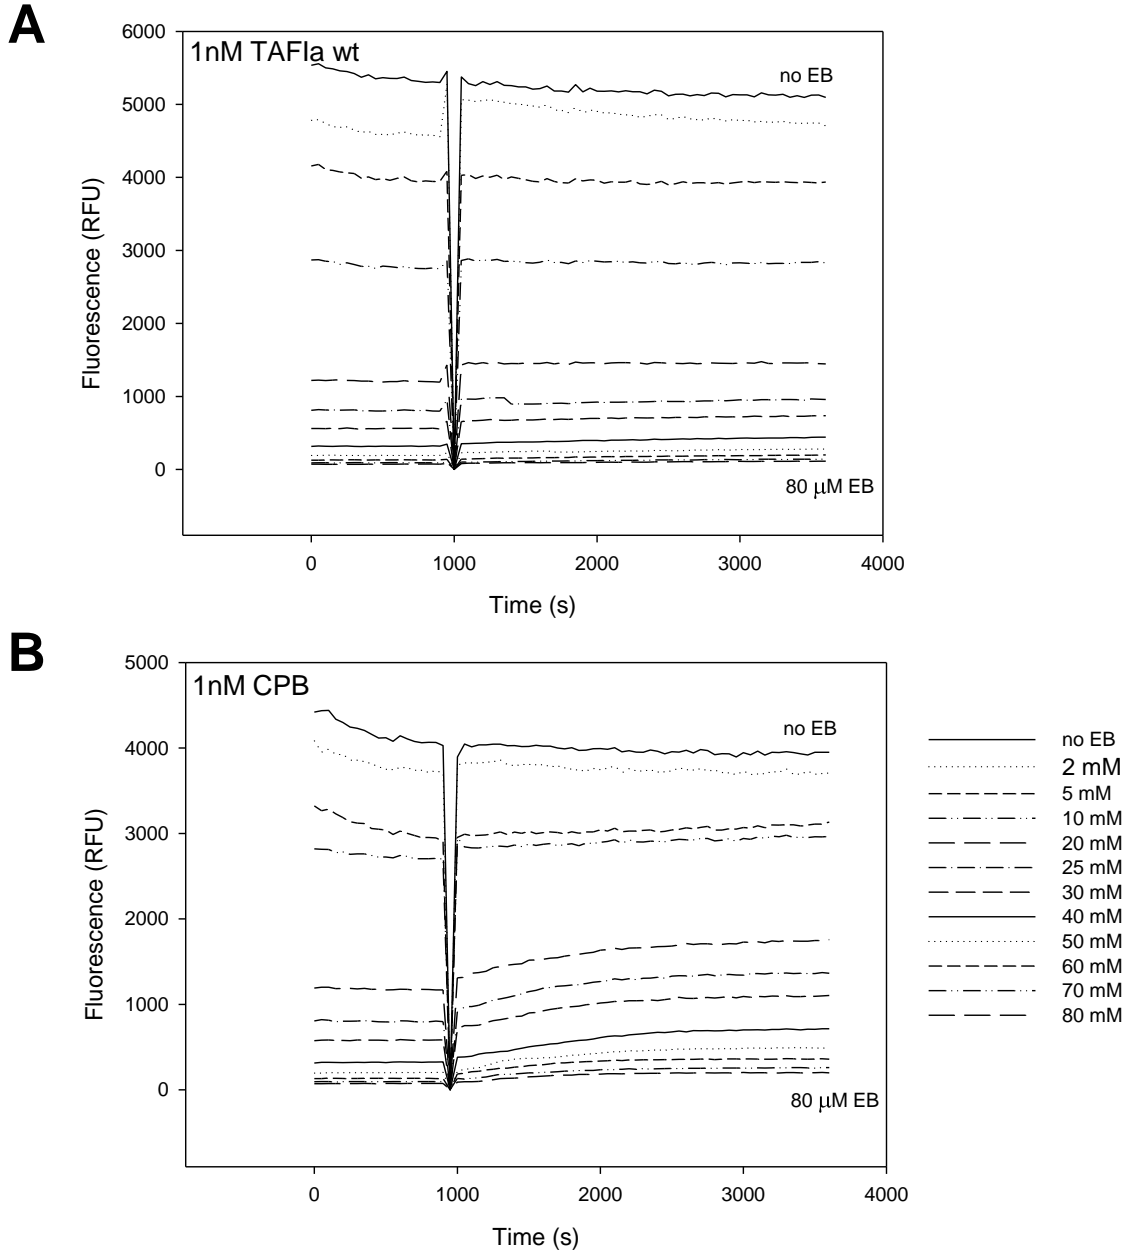 A
1nM TAFIa wt
no EB
6000
5000
4000
3000
2000
1000
0
Fluorescence (RFU)
80 μM EB
0 1000 2000 3000 4000
Time (s)
B
1nM CPB
no EB
5000
4000
3000
2000
1000
0
Fluorescence (RFU)
80 μM EB
0 1000 2000 3000 4000
Time (s)
no EB
2 mM
5 mM
10 mM
20 mM
25 mM
30 mM
40 mM
50 mM
60 mM
70 mM
80 mM